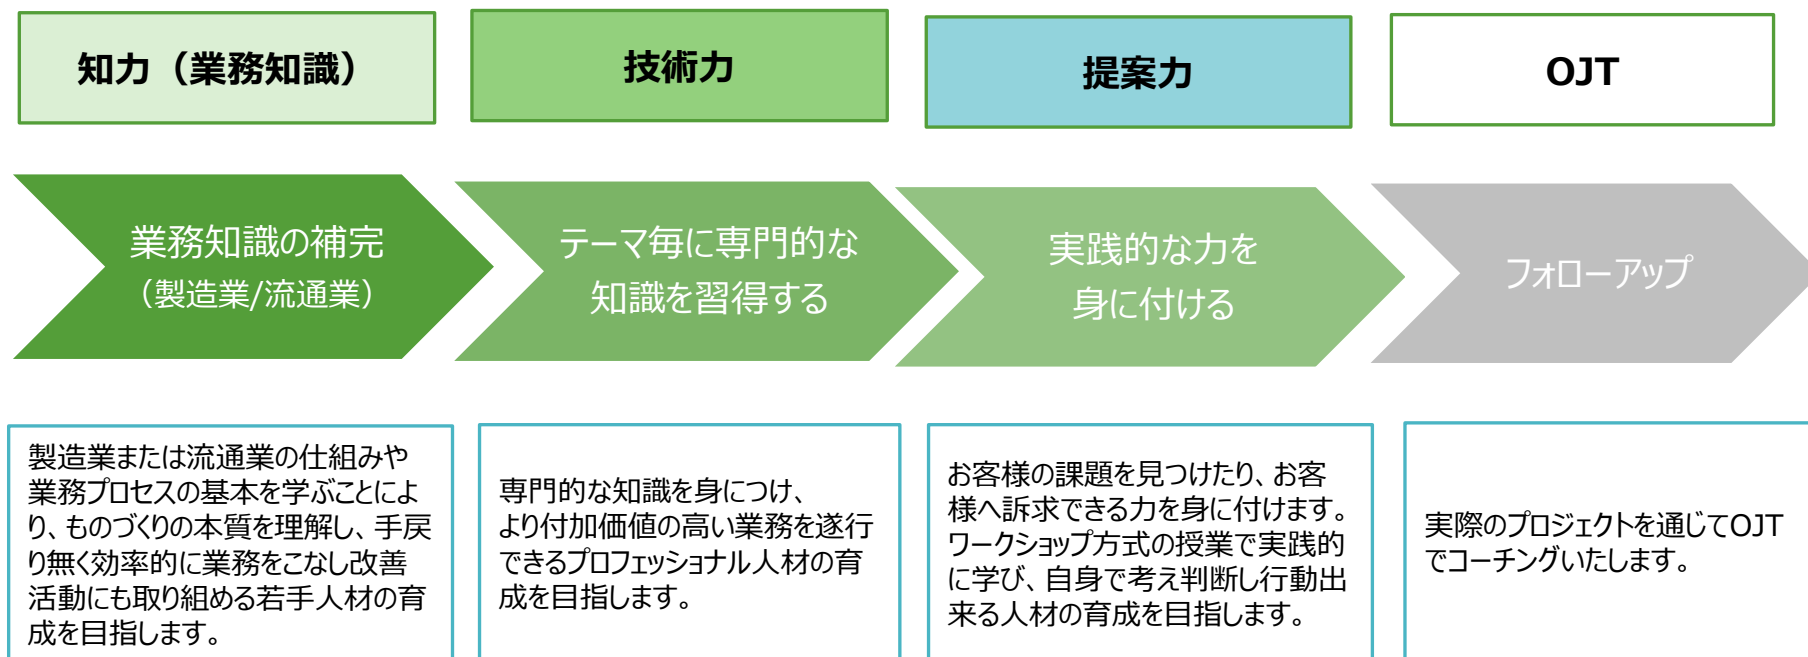 知力（業務知識）
技術力
提案力
OJT
業務知識の補完
（製造業/流通業）
テーマ毎に専門的な
知識を習得する
実践的な力を
身に付ける
フォローアップ
製造業または流通業の仕組みや
業務プロセスの基本を学ぶことによ
り、ものづくりの本質を理解し、手戻
り無く効率的に業務をこなし改善
活動にも取り組める若手人材の育
成を目指します。
専門的な知識を身につけ、
より付加価値の高い業務を遂行
できるプロフェッショナル人材の育
成を目指します。
お客様の課題を見つけたり、お客
様へ訴求できる力を身に付けます。
ワークショップ方式の授業で実践的
に学び、自身で考え判断し行動出
来る人材の育成を目指します。
実際のプロジェクトを通じてOJT
でコーチングいたします。